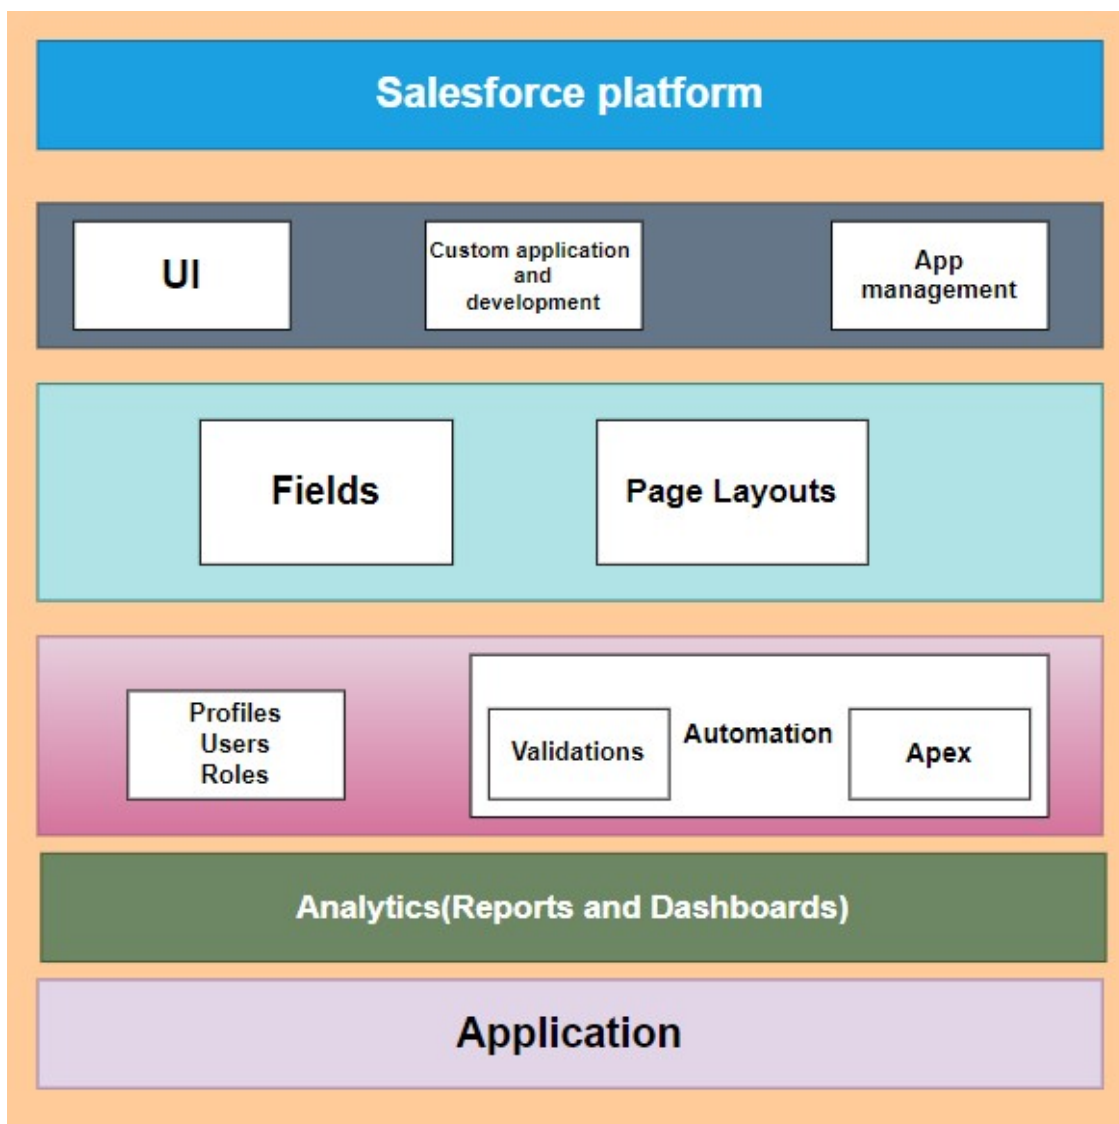 Salesforce platform
UI
Custom application
and
development
App
management
Fields
Page Layouts
Profiles
Users
Roles
Validations
Automation
Apex
Analytics(Reports and Dashboards)
Application